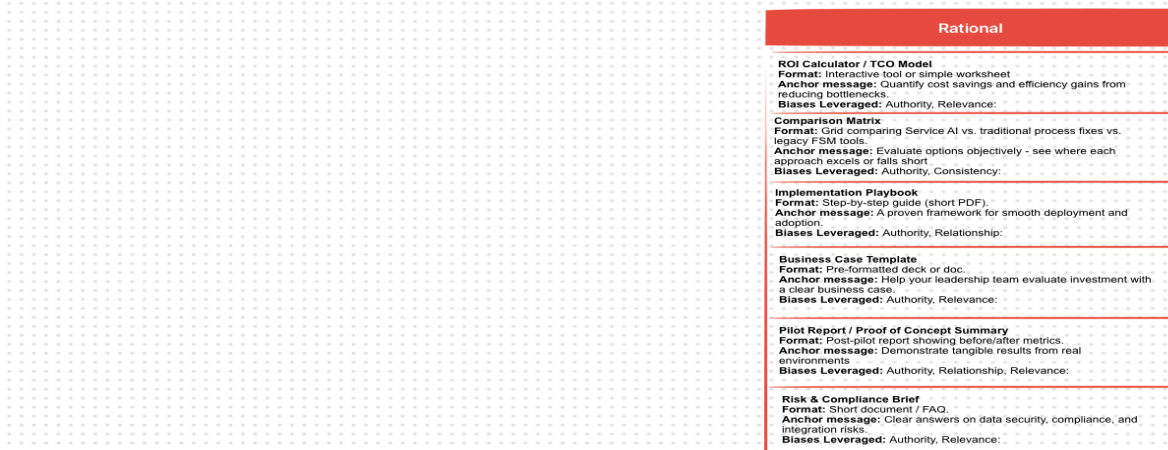 Rational
ROI Calculator / TCO Model
Format: Interactive tool or simple worksheet
Anchor message: Quantify cost savings and efficiency gains from
reducing bottlenecks.
Biases Leveraged: Authority, Relevance:
Comparison Matrix
Format: Grid comparing Service AI vs. traditional process fixes vs.
legacy FSM tools.
Anchor message: Evaluate options objectively - see where each
approach excels or falls short
Biases Leveraged: Authority, Consistency:
Implementation Playbook
Format: Step-by-step guide (short PDF).
Anchor message: A proven framework for smooth deployment and
adoption.
Biases Leveraged: Authority, Relationship:
Business Case Template
Format: Pre-formatted deck or doc.
Anchor message: Help your leadership team evaluate investment with
a clear business case.
Biases Leveraged: Authority, Relevance:
Pilot Report / Proof of Concept Summary
Format: Post-pilot report showing before/after metrics.
Anchor message: Demonstrate tangible results from real
environments
Biases Leveraged: Authority, Relationship, Relevance:
Risk & Compliance Brief
Format: Short document / FAQ.
Anchor message: Clear answers on data security, compliance, and
integration risks.
Biases Leveraged: Authority, Relevance: